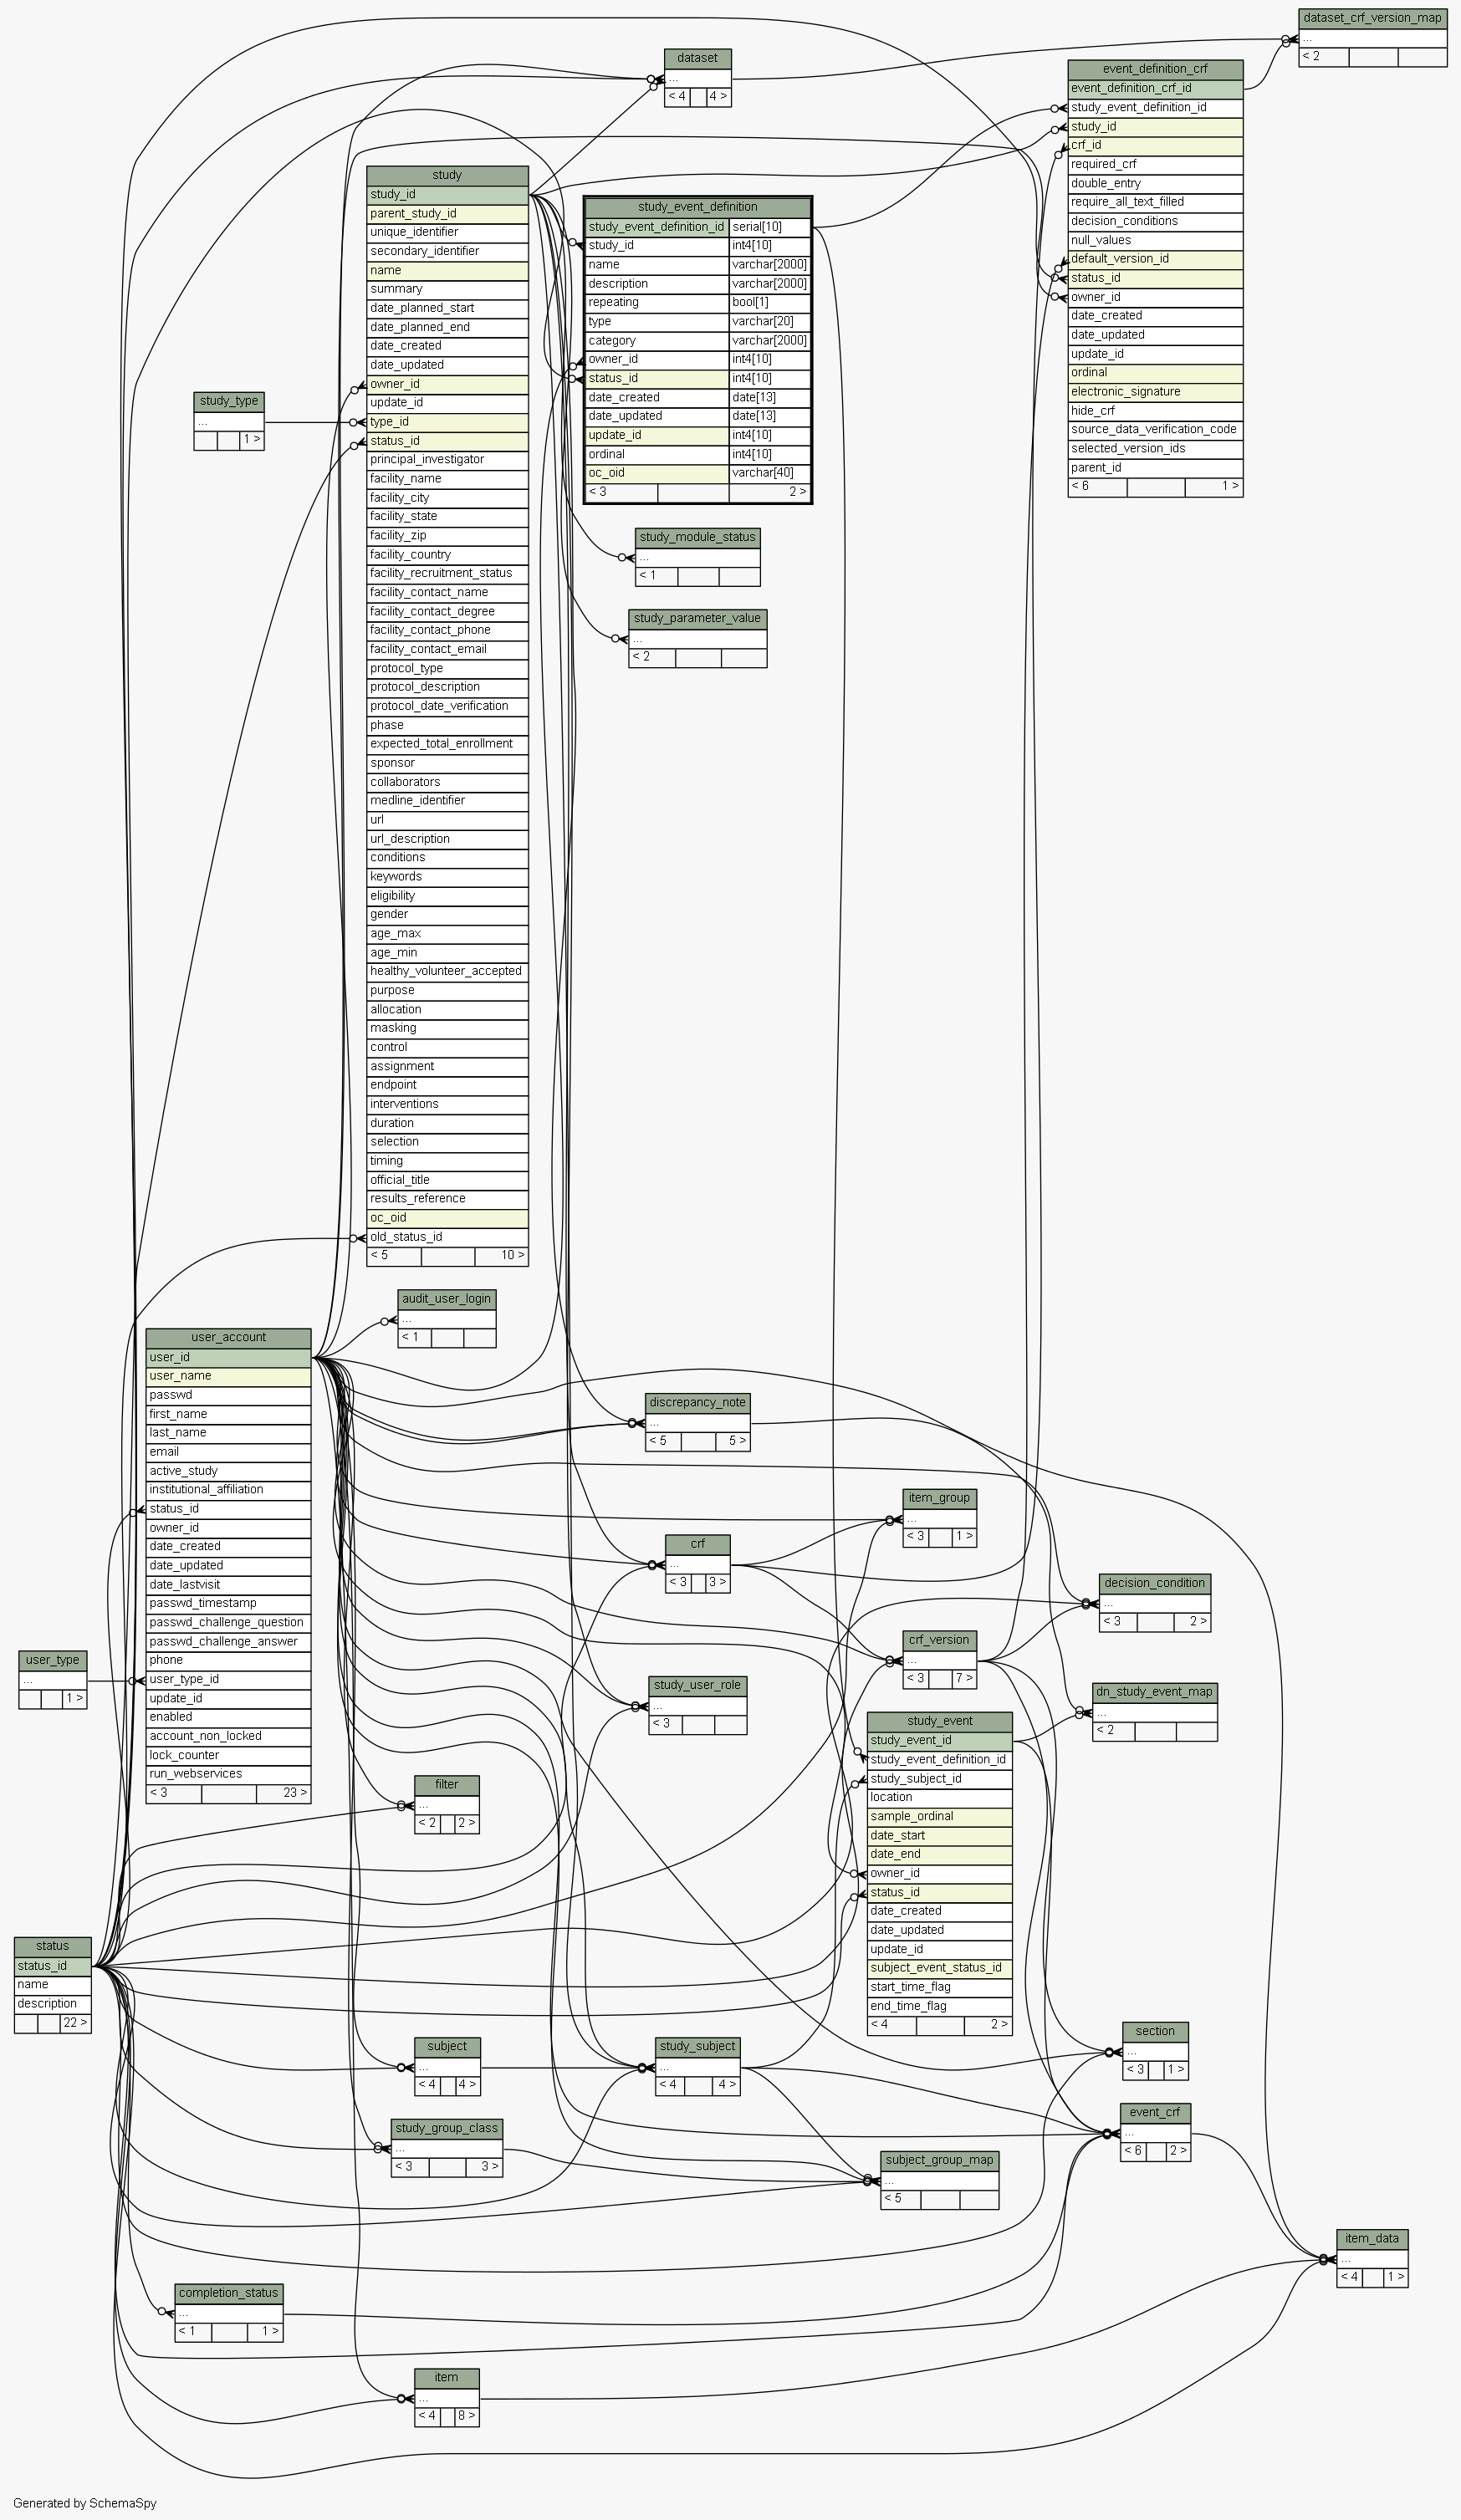 dataset_crf_version_map
...
< 2
dataset
...
< 4 4 >
event_definition_crf
event_definition_crf_id
study_event_definition_id
study_id
crf_id
required_crf
double_entry
require_all_text_filled
decision_conditions
null_values
default_version_id
status_id
owner_id
date_created
date_updated
update_id
ordinal
electronic_signature
hide_crf
source_data_verification_code
selected_version_ids
parent_id
< 6 1 >
study
study_id
parent_study_id
unique_identifier
secondary_identifier
name
summary
date_planned_start
date_planned_end
date_created
date_updated
owner_id
update_id
type_id
status_id
principal_investigator
facility_name
facility_city
facility_state
facility_zip
facility_country
facility_recruitment_status
facility_contact_name
facility_contact_degree
facility_contact_phone
facility_contact_email
protocol_type
protocol_description
protocol_date_verification
phase
expected_total_enrollment
sponsor
collaborators
medline_identifier
url
url_description
conditions
keywords
eligibility
gender
age_max
age_min
healthy_volunteer_accepted
purpose
allocation
masking
control
assignment
endpoint
interventions
duration
selection
timing
official_title
results_reference
oc_oid
old_status_id
< 5 10 >
study_event_definition
study_event_definition_id serial[10]
study_id int4[10]
name varchar[2000]
description varchar[2000]
repeating bool[1]
type varchar[20]
category varchar[2000]
owner_id int4[10]
status_id int4[10]
date_created date[13]
date_updated date[13]
update_id int4[10]
ordinal int4[10]
oc_oid varchar[40]
< 3 2 >
study_type
...
1 >
study_module_status
...
< 1
study_parameter_value
...
< 2
audit_user_login
...
< 1
user_account
user_id
user_name
passwd
first_name
last_name
email
active_study
institutional_affiliation
status_id
owner_id
date_created
date_updated
date_lastvisit
passwd_timestamp
passwd_challenge_question
passwd_challenge_answer
phone
user_type_id
update_id
enabled
account_non_locked
lock_counter
run_webservices
< 3 23 >
discrepancy_note
...
< 5 5 >
item_group
...
< 3 1 >
crf
...
< 3 3 >
decision_condition
...
< 3 2 >
crf_version
...
< 3 7 >
user_type
...
1 >
study_user_role
...
< 3
dn_study_event_map
...
< 2
study_event
study_event_id
study_event_definition_id
study_subject_id
location
sample_ordinal
date_start
date_end
owner_id
status_id
date_created
date_updated
update_id
subject_event_status_id
start_time_flag
end_time_flag
< 4 2 >
filter
...
< 2 2 >
status
status_id
name
description
22 >
section
...
< 3 1 >
subject
...
< 4 4 >
study_subject
...
< 4 4 >
event_crf
...
< 6 2 >
study_group_class
...
< 3 3 >
subject_group_map
...
< 5
item_data
...
< 4 1 >
completion_status
...
< 1 1 >
item
...
< 4 8 >
Generated by SchemaSpy